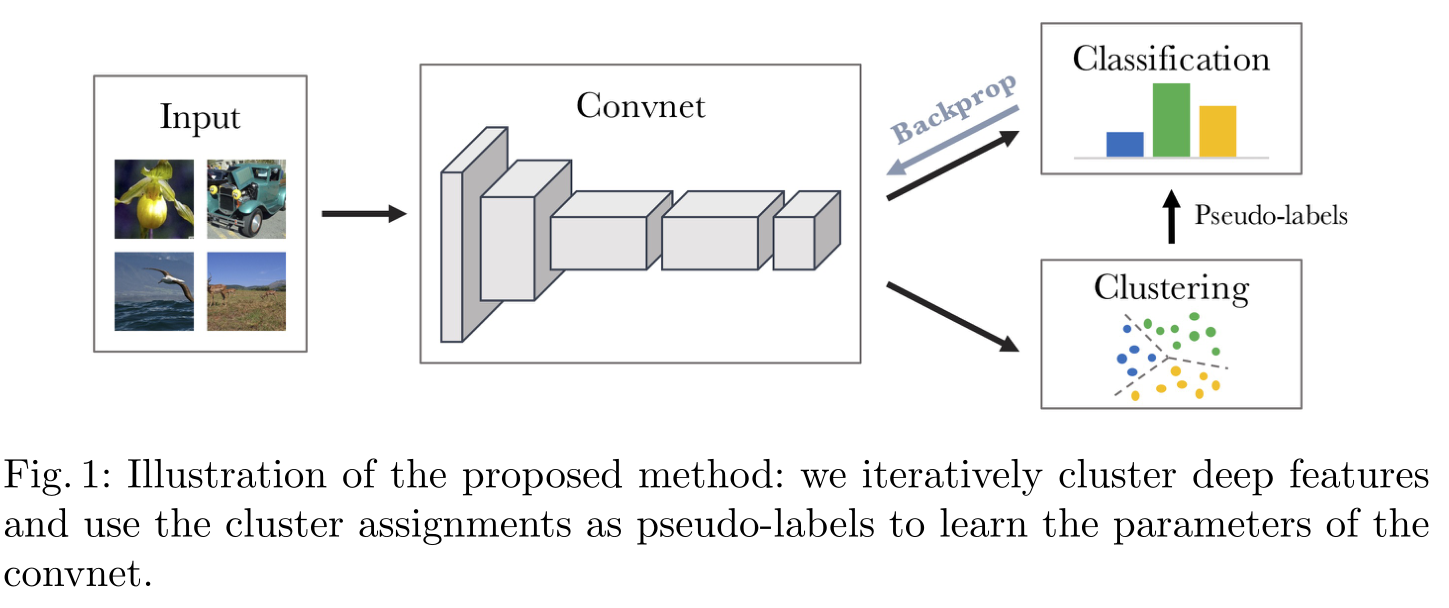 Input
Convnet
Backprop
Classification
Pseudo-labels
Clustering
Fig. 1: Illustration of the proposed method: we iteratively cluster deep features
and use the cluster assignments as pseudo-labels to learn the parameters of the
convnet.